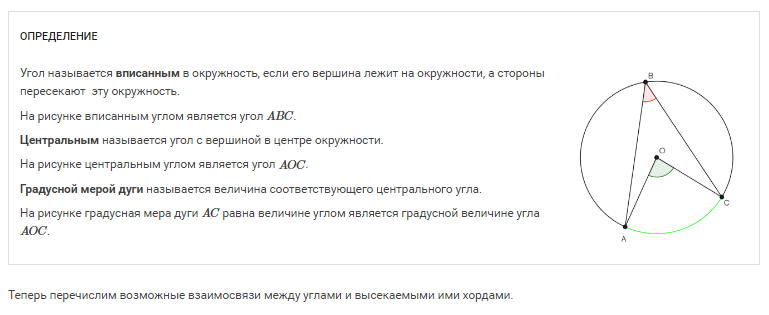 ОПРЕДЕЛЕНИЕ
Угол называется вписанным в окружность, если его вершина лежит на окружности, а стороны
пересекают эту окружность.
На рисунке вписанным углом является угол ABC.
Центральным называется угол с вершиной в центре окружности.
На рисунке центральным углом является угол AOC.
Градусной мерой дуги называется величина соответствующего центрального угла.
На рисунке градусная мера дуги AC равна величине углом является градусной величине угла
AOC.
B
O
C
A
Теперь перечислим возможные взаимосвязи между углами и высекаемыми ими хордами.